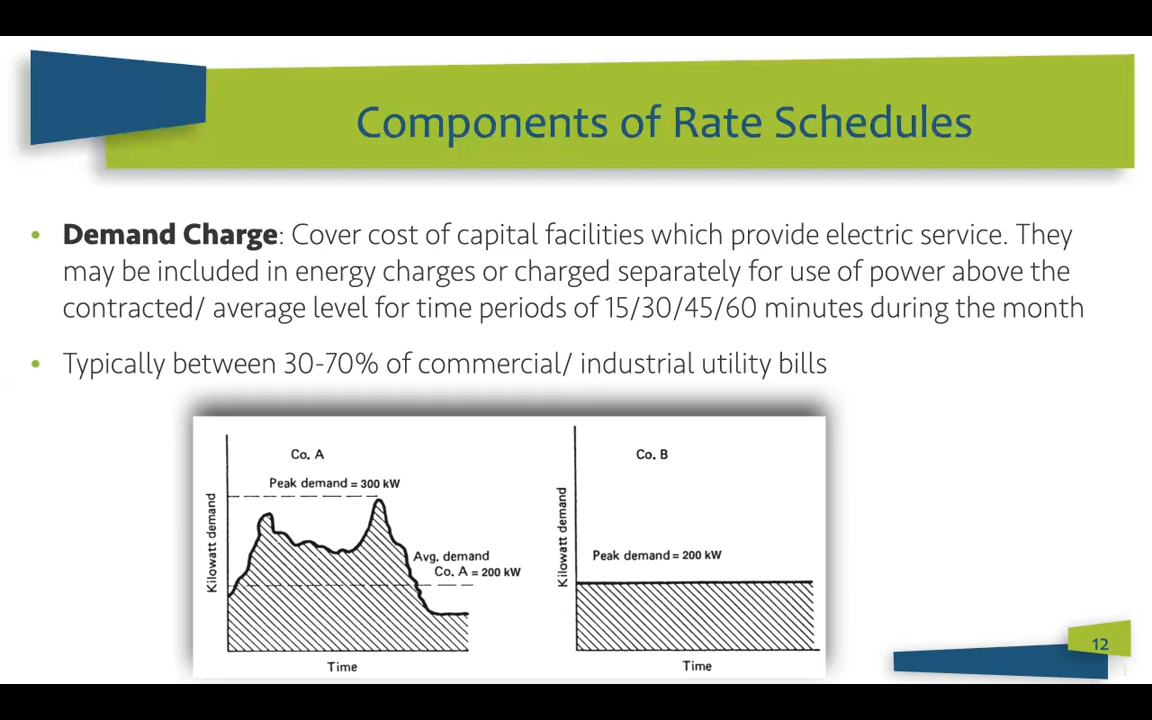 Components of Rate Schedules
• Demand Charge: Cover cost of capital facilities which provide electric service. They
may be included in energy charges or charged separately for use of power above the
contracted/ average level for time periods of 15/30/45/60 minutes during the month
• Typically between 30-70% of commercial/ industrial utility bills
Co. A
Peak demand = 300 kW
Kilowatt demand
Avg. demand
Co. A = 200 kW
Time
Co. B
Kilowatt demand
Peak demand = 200 kW
Time
12